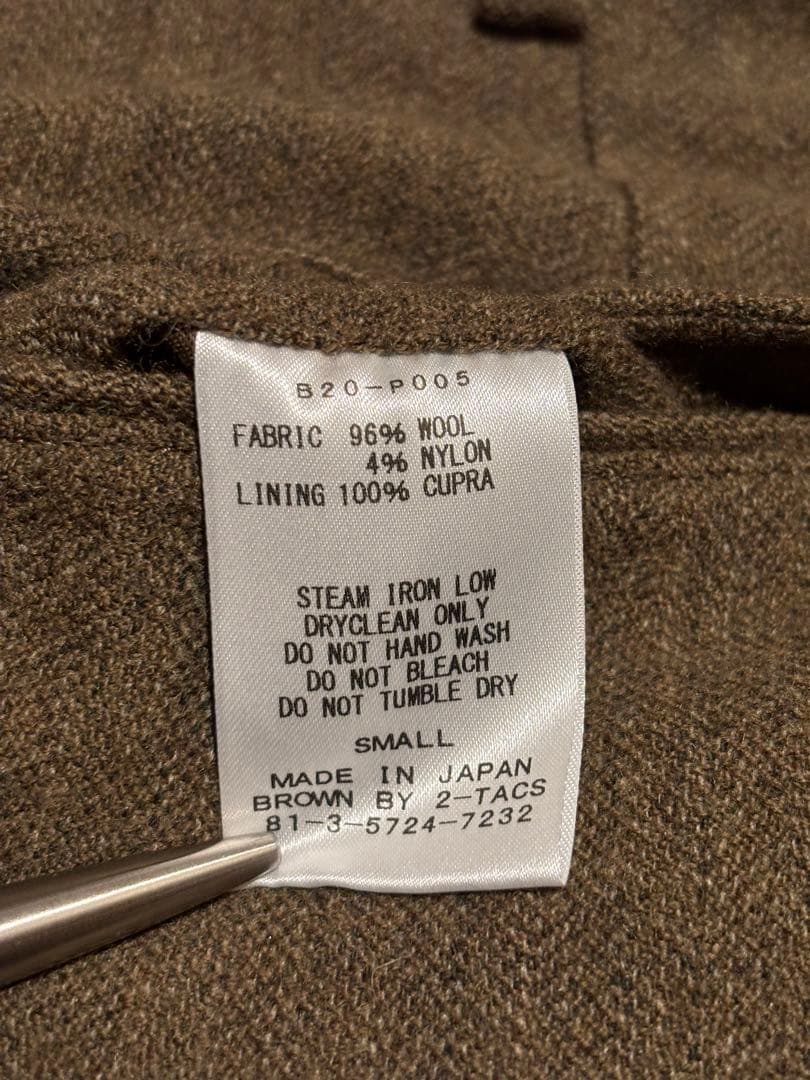 B20-P005
FABRIC 96% WOOL
4% NYLON
LINING 100% CUPRA
STEAM IRON LOW
DRYCLEAN ONLY
DO NOT HAND WASH
DO NOT BLEACH
DO NOT TUMBLE DRY
SMALL
MADE IN JAPAN
BROWN BY 2-TACS
81-3-5724-7232